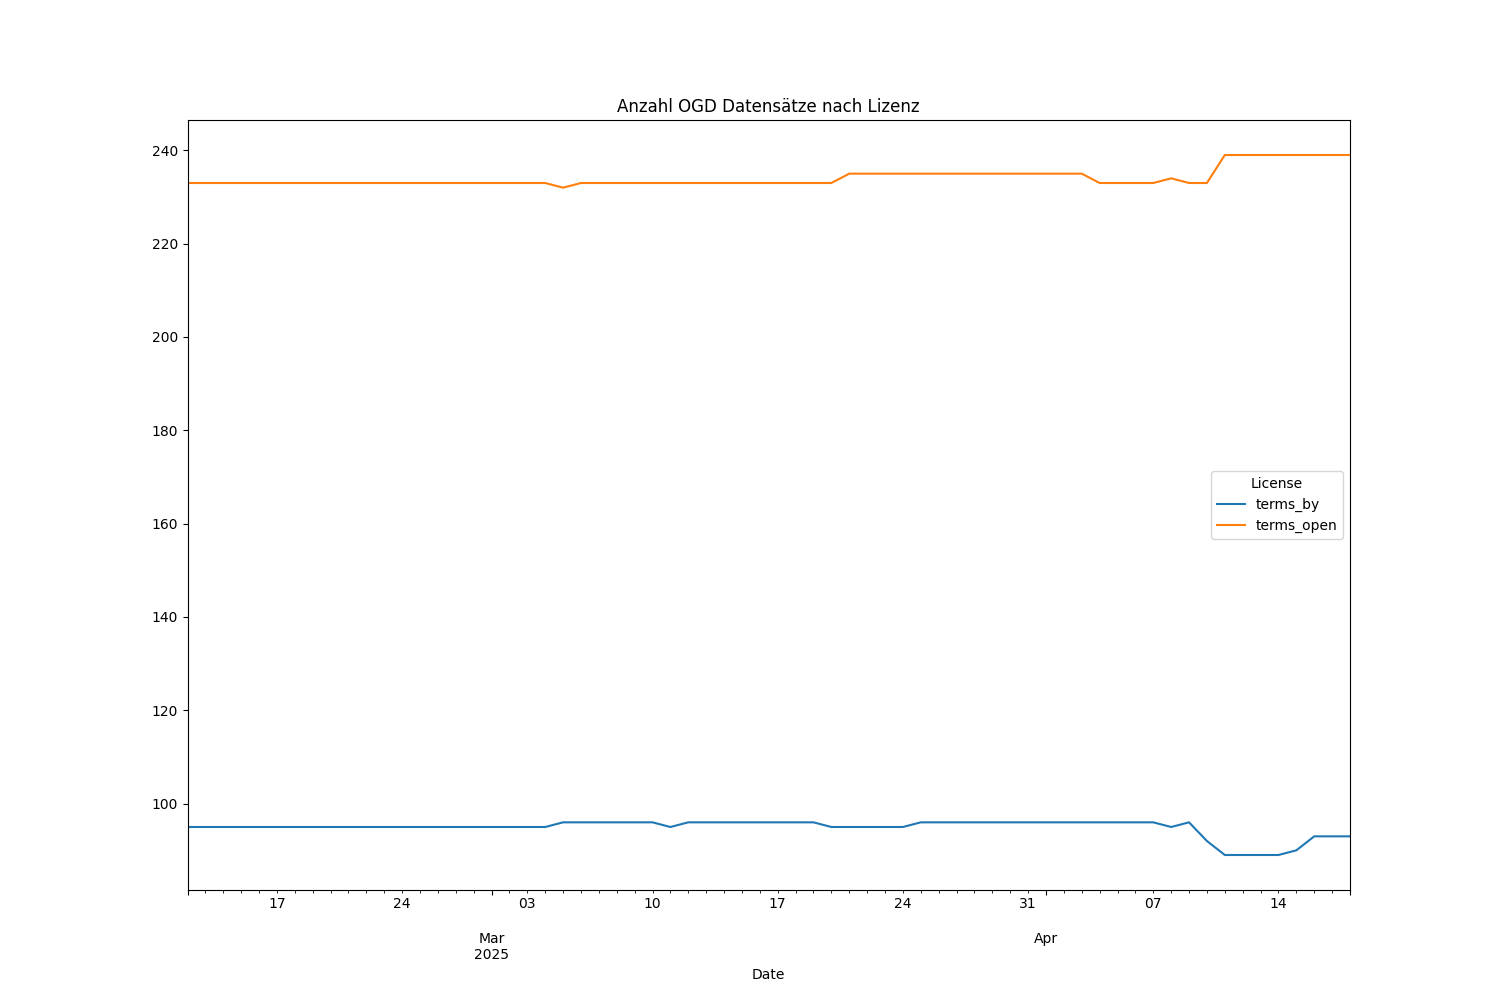 Anzahl OGD Datensätze nach Lizenz
240
220
200
180
160
140
120
100
License
terms_by
terms_open
17 24 03 10 17 24 31 07 14
Mar Apr
2025
Date